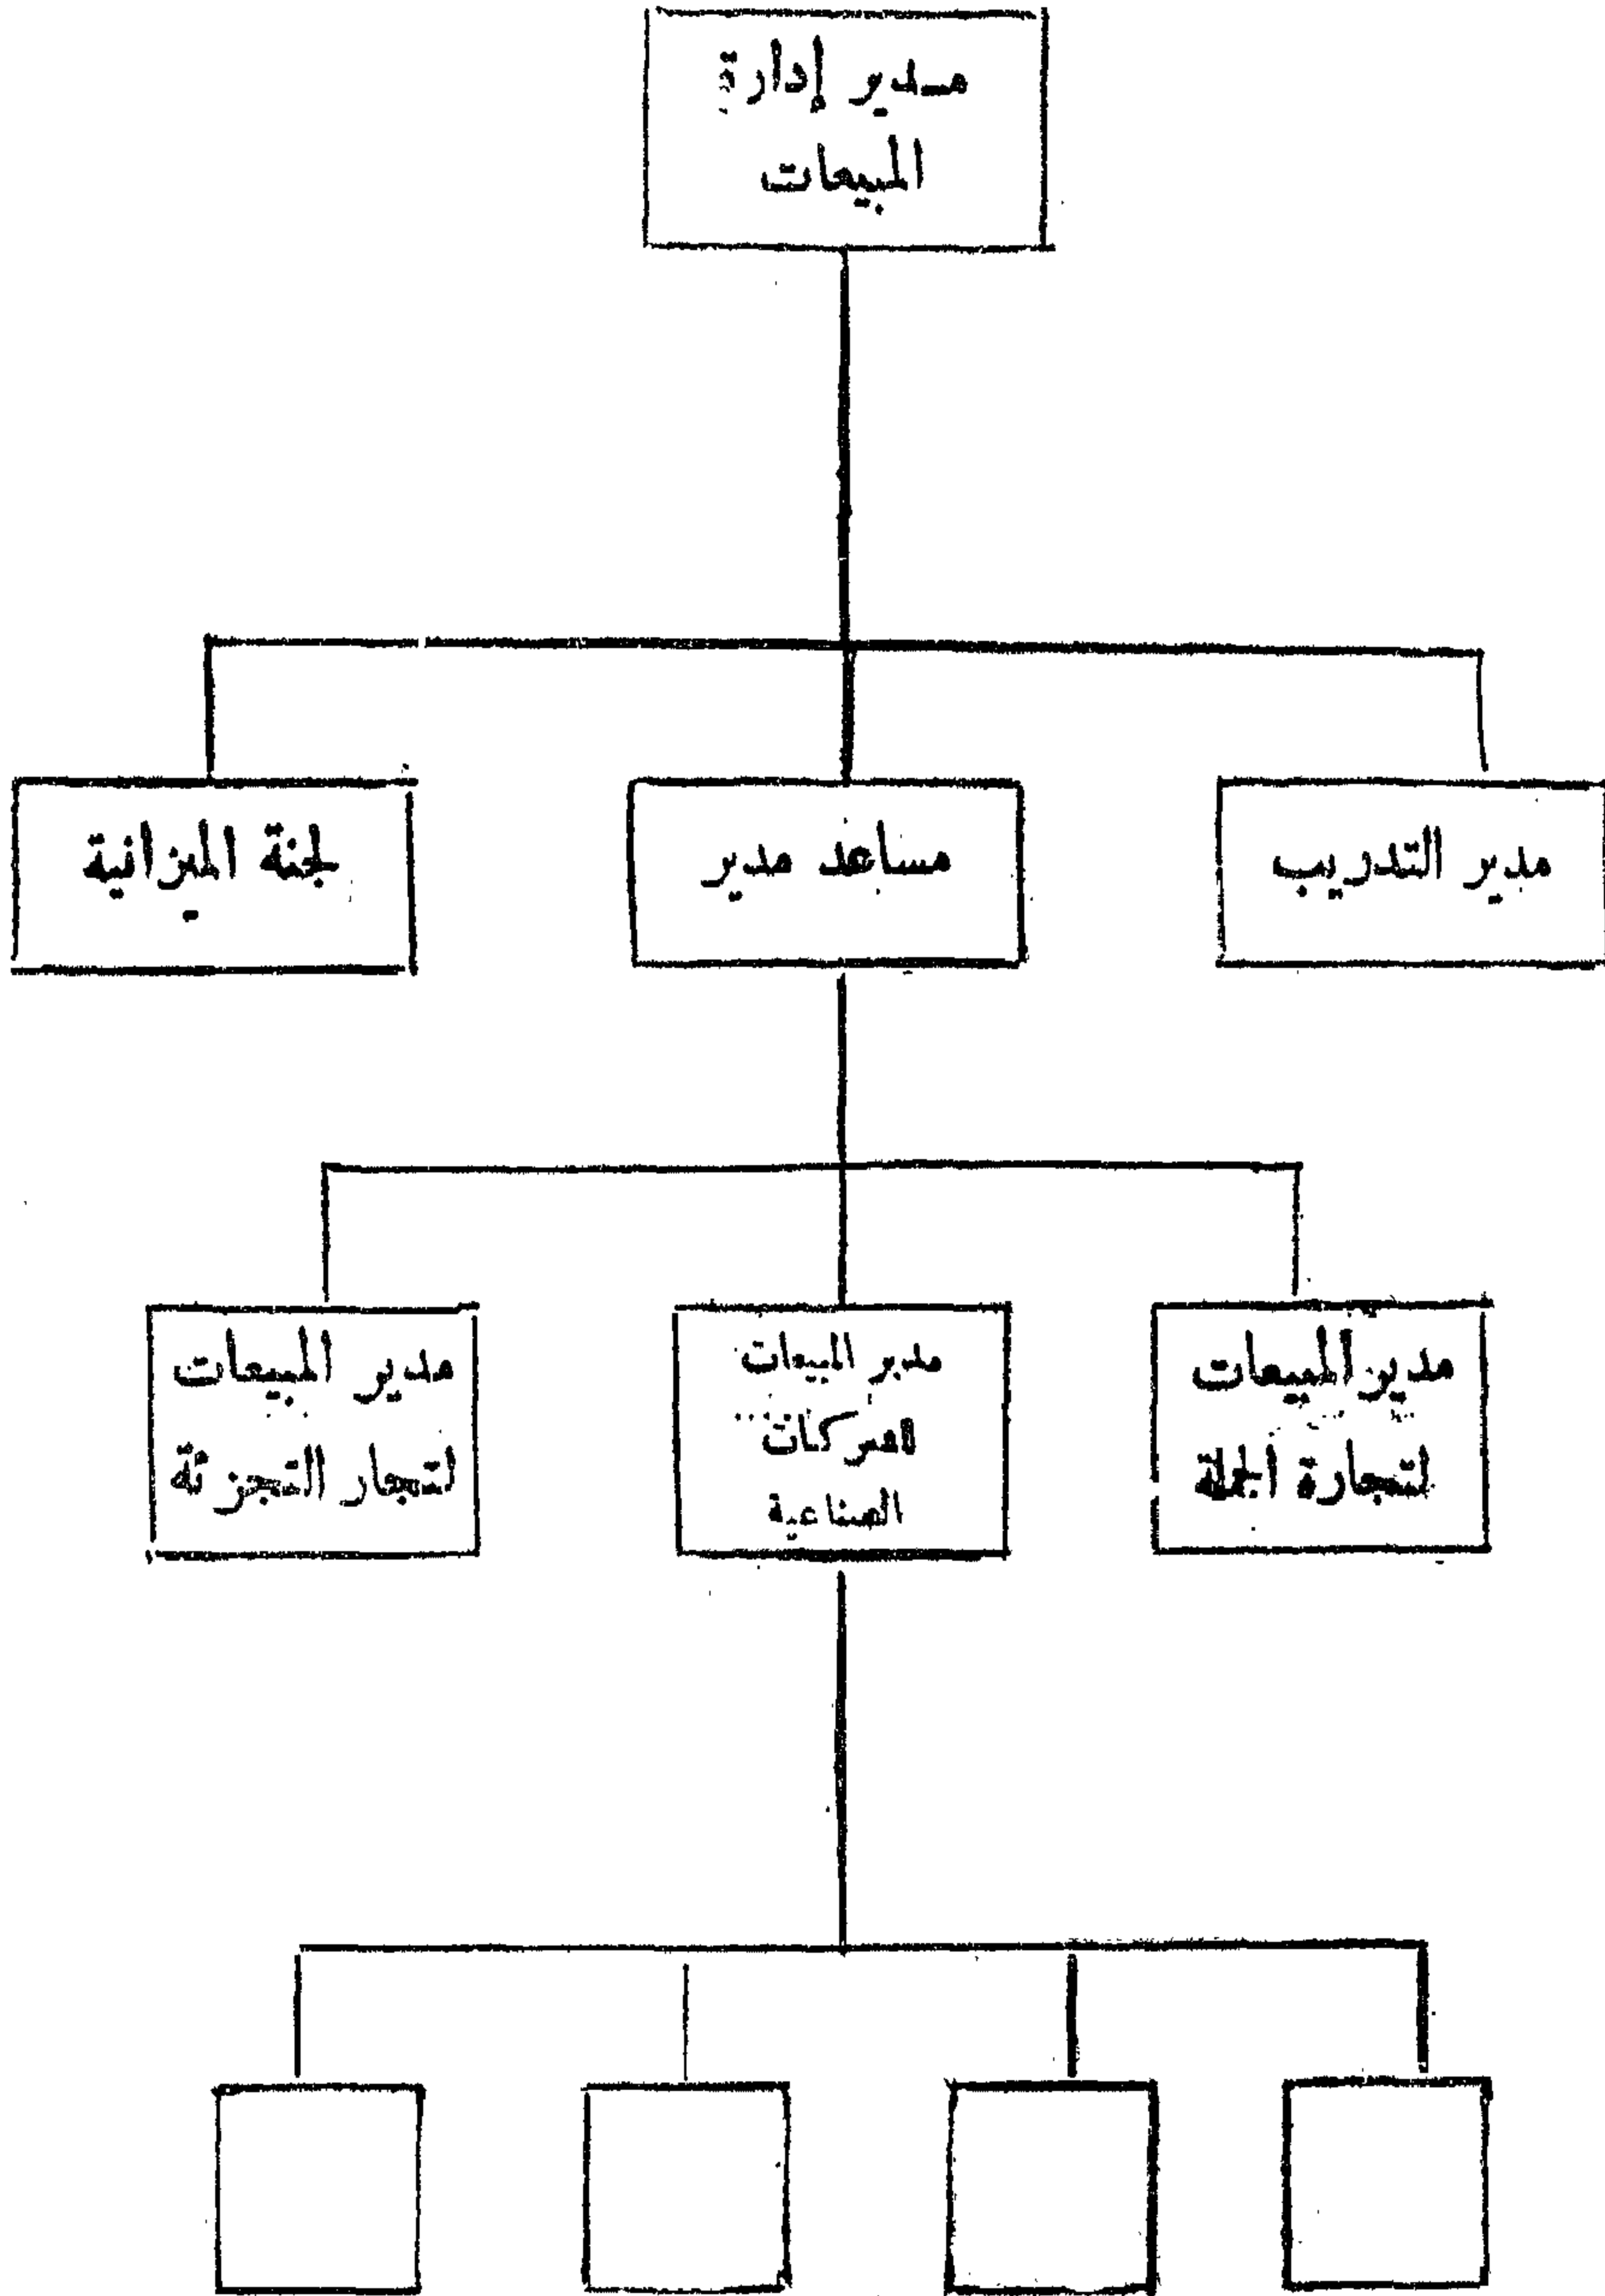 مدير إدارة
المبيعات
مدير التدريب
مساعد مدير
لجنة الميزانية
مدير المبيعات
لتجارة الجملة
مدير المبيعات
للشركات
الصناعية
مدير المبيعات
لتجار التجزئة